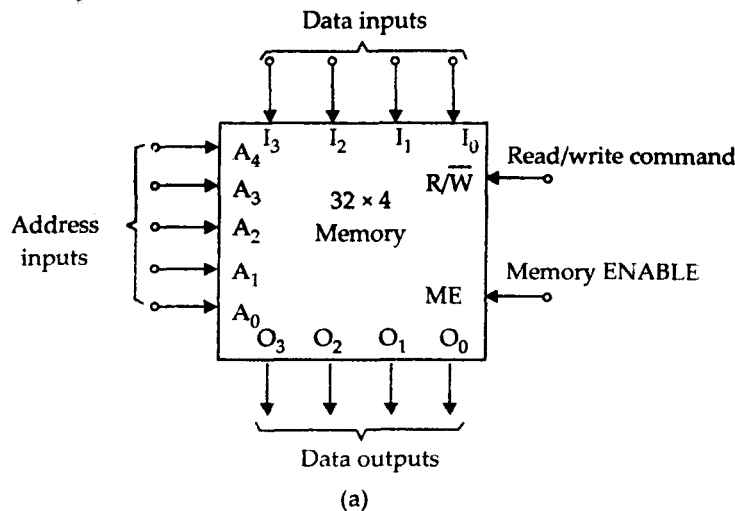 Data inputs
I₃ I₂ I₁ I₀
A₄
A₃
A₂
A₁
A₀
Address
inputs
32 × 4
Memory
R/W̅
Read/write command
ME
Memory ENABLE
O₃ O₂ O₁ O₀
Data outputs
(a)